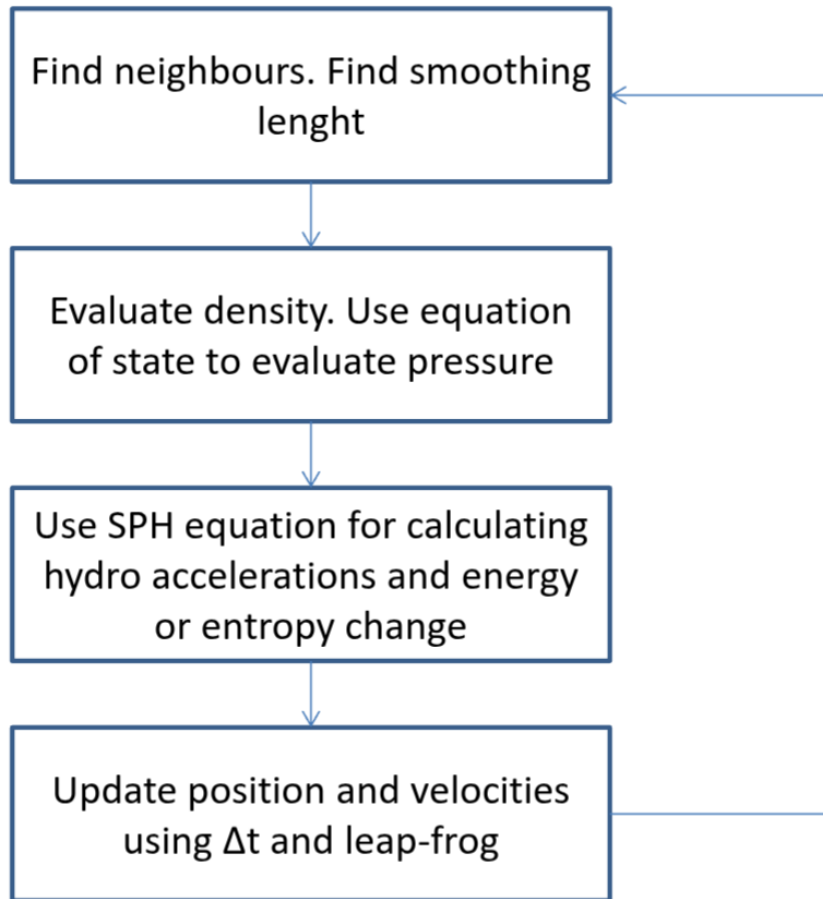 Find neighbours. Find smoothing
lenght
Evaluate density. Use equation
of state to evaluate pressure
Use SPH equation for calculating
hydro accelerations and energy
or entropy change
Update position and velocities
using Δt and leap-frog